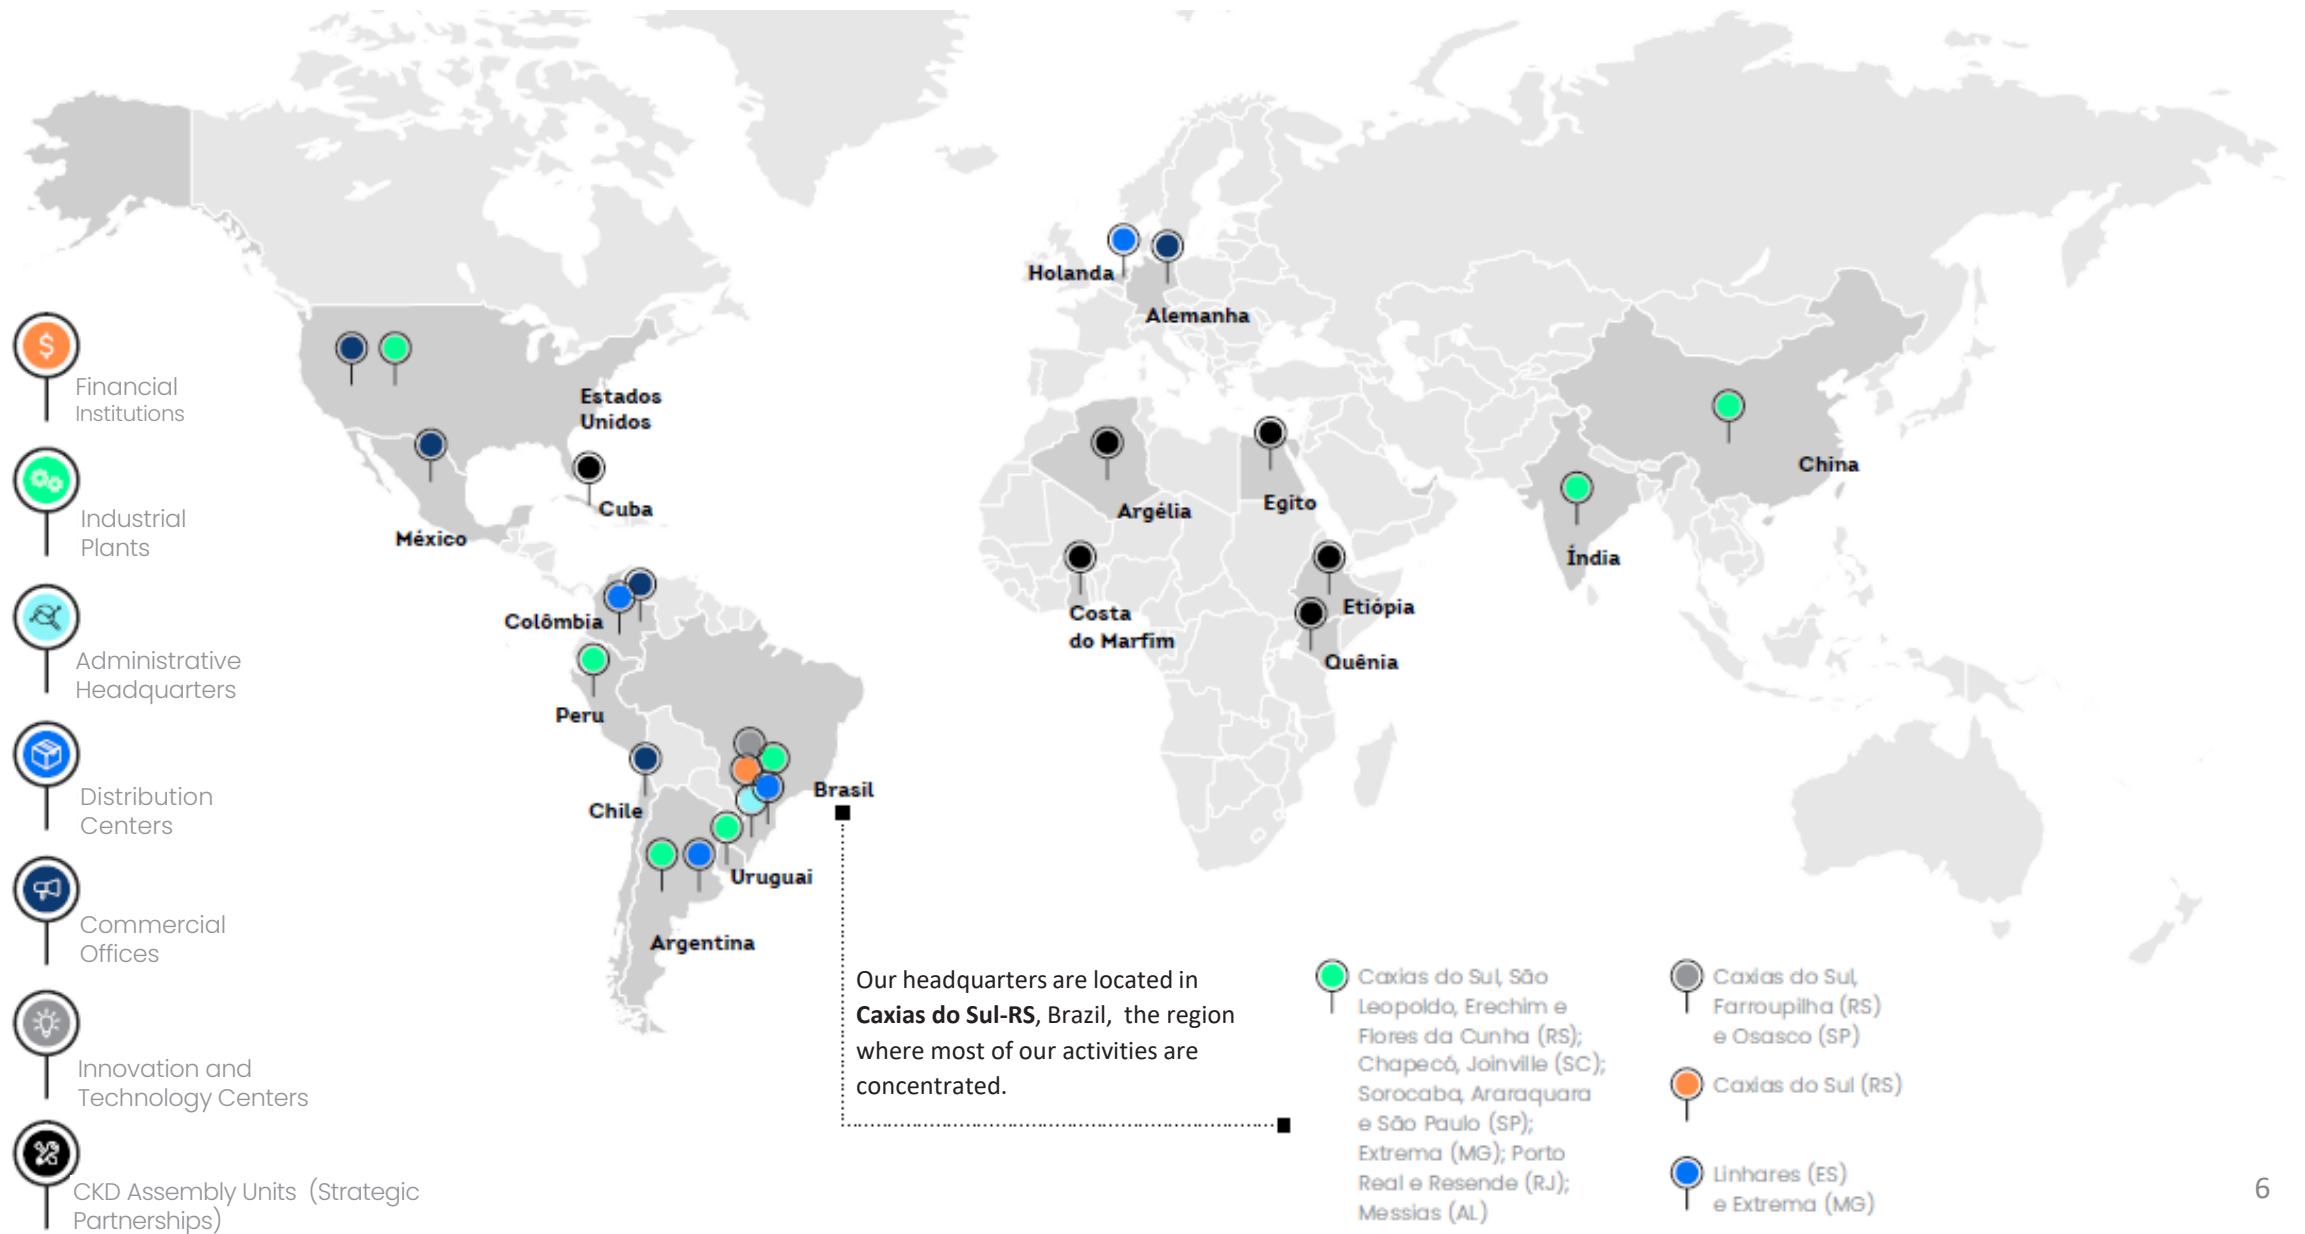 Financial
Institutions
Industrial
Plants
Administrative
Headquarters
Distribution
Centers
Commercial
Offices
Innovation and
Technology Centers
CKD Assembly Units (Strategic
Partnerships)
Estados
Unidos
Cuba
México
Colômbia
Peru
Chile
Brasil
Uruguai
Argentina
Holanda
Alemanha
Argélia
Egito
Costa
do Marfim
Etiópia
Quênia
Índia
China
Our headquarters are located in
Caxias do Sul-RS, Brazil, the region
where most of our activities are
concentrated.
Caxias do Sul, São
Leopoldo, Erechim e
Flores da Cunha (RS);
Chapecó, Joinville (SC);
Sorocaba, Araraquara
e São Paulo (SP);
Extrema (MG); Porto
Real e Resende (RJ);
Messias (AL)
Caxias do Sul,
Farroupilha (RS)
e Osasco (SP)
Caxias do Sul (RS)
Linhares (ES)
e Extrema (MG)
6